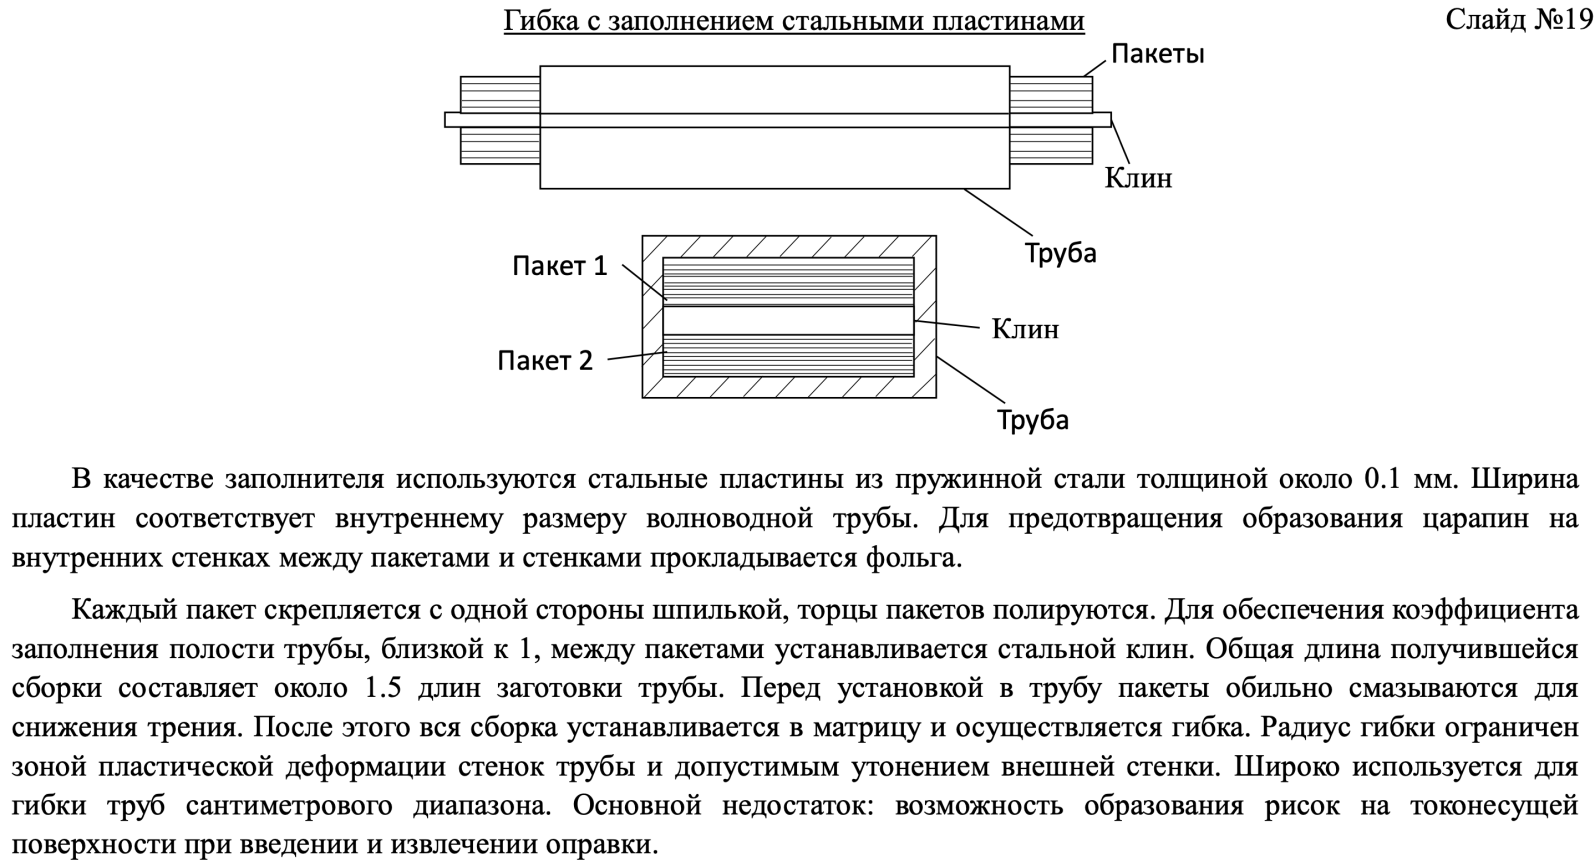 Гибка с заполнением стальными пластинами
Слайд №19
Пакеты
Клин
Труба
Пакет 1
Клин
Пакет 2
Труба
В качестве заполнителя используются стальные пластины из пружинной стали толщиной около 0.1 мм. Ширина
пластин соответствует внутреннему размеру волноводной трубы. Для предотвращения образования царапин на
внутренних стенках между пакетами и стенками прокладывается фольга.
Каждый пакет скрепляется с одной стороны шпилькой, торцы пакетов полируются. Для обеспечения коэффициента
заполнения полости трубы, близкой к 1, между пакетами устанавливается стальной клин. Общая длина получившейся
сборки составляет около 1.5 длин заготовки трубы. Перед установкой в трубу пакеты обильно смазываются для
снижения трения. После этого вся сборка устанавливается в матрицу и осуществляется гибка. Радиус гибки ограничен
зоной пластической деформации стенок трубы и допустимым утонением внешней стенки. Широко используется для
гибки труб сантиметрового диапазона. Основной недостаток: возможность образования рисок на токонесущей
поверхности при введении и извлечении оправки.